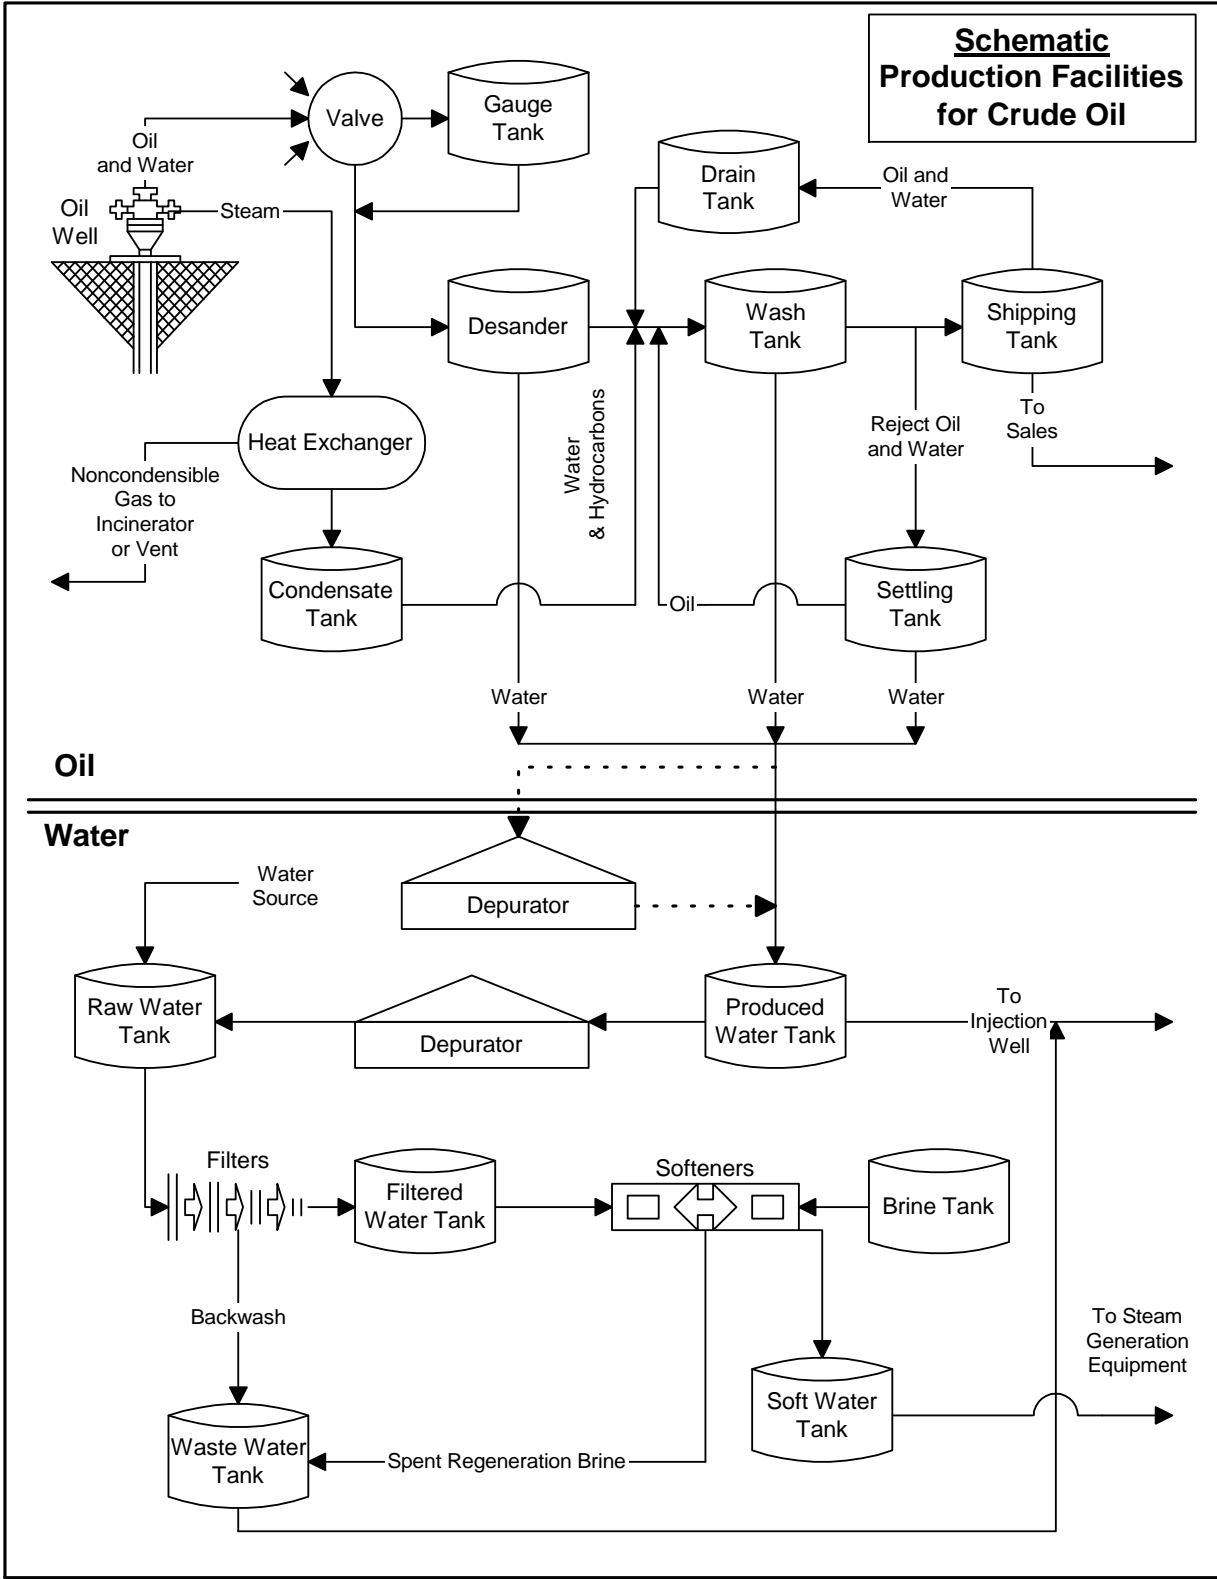 Schematic
Production Facilities
for Crude Oil
Valve
Gauge
Tank
Oil
and Water
Drain
Tank
Oil and
Water
Oil
Well
Steam
Desander
Wash
Tank
Shipping
Tank
To
Sales
Heat Exchanger
Water
& Hydrocarbons
Reject Oil
and Water
Noncondensible
Gas to
Incinerator
or Vent
Condensate
Tank
Oil
Settling
Tank
Water
Water
Water
Oil
Water
Water
Source
Depurator
Raw Water
Tank
Depurator
Produced
Water Tank
To
Injection
Well
Filters
Filtered
Water Tank
Softeners
Brine Tank
Backwash
To Steam
Generation
Equipment
Soft Water
Tank
Waste Water
Tank
Spent Regeneration Brine